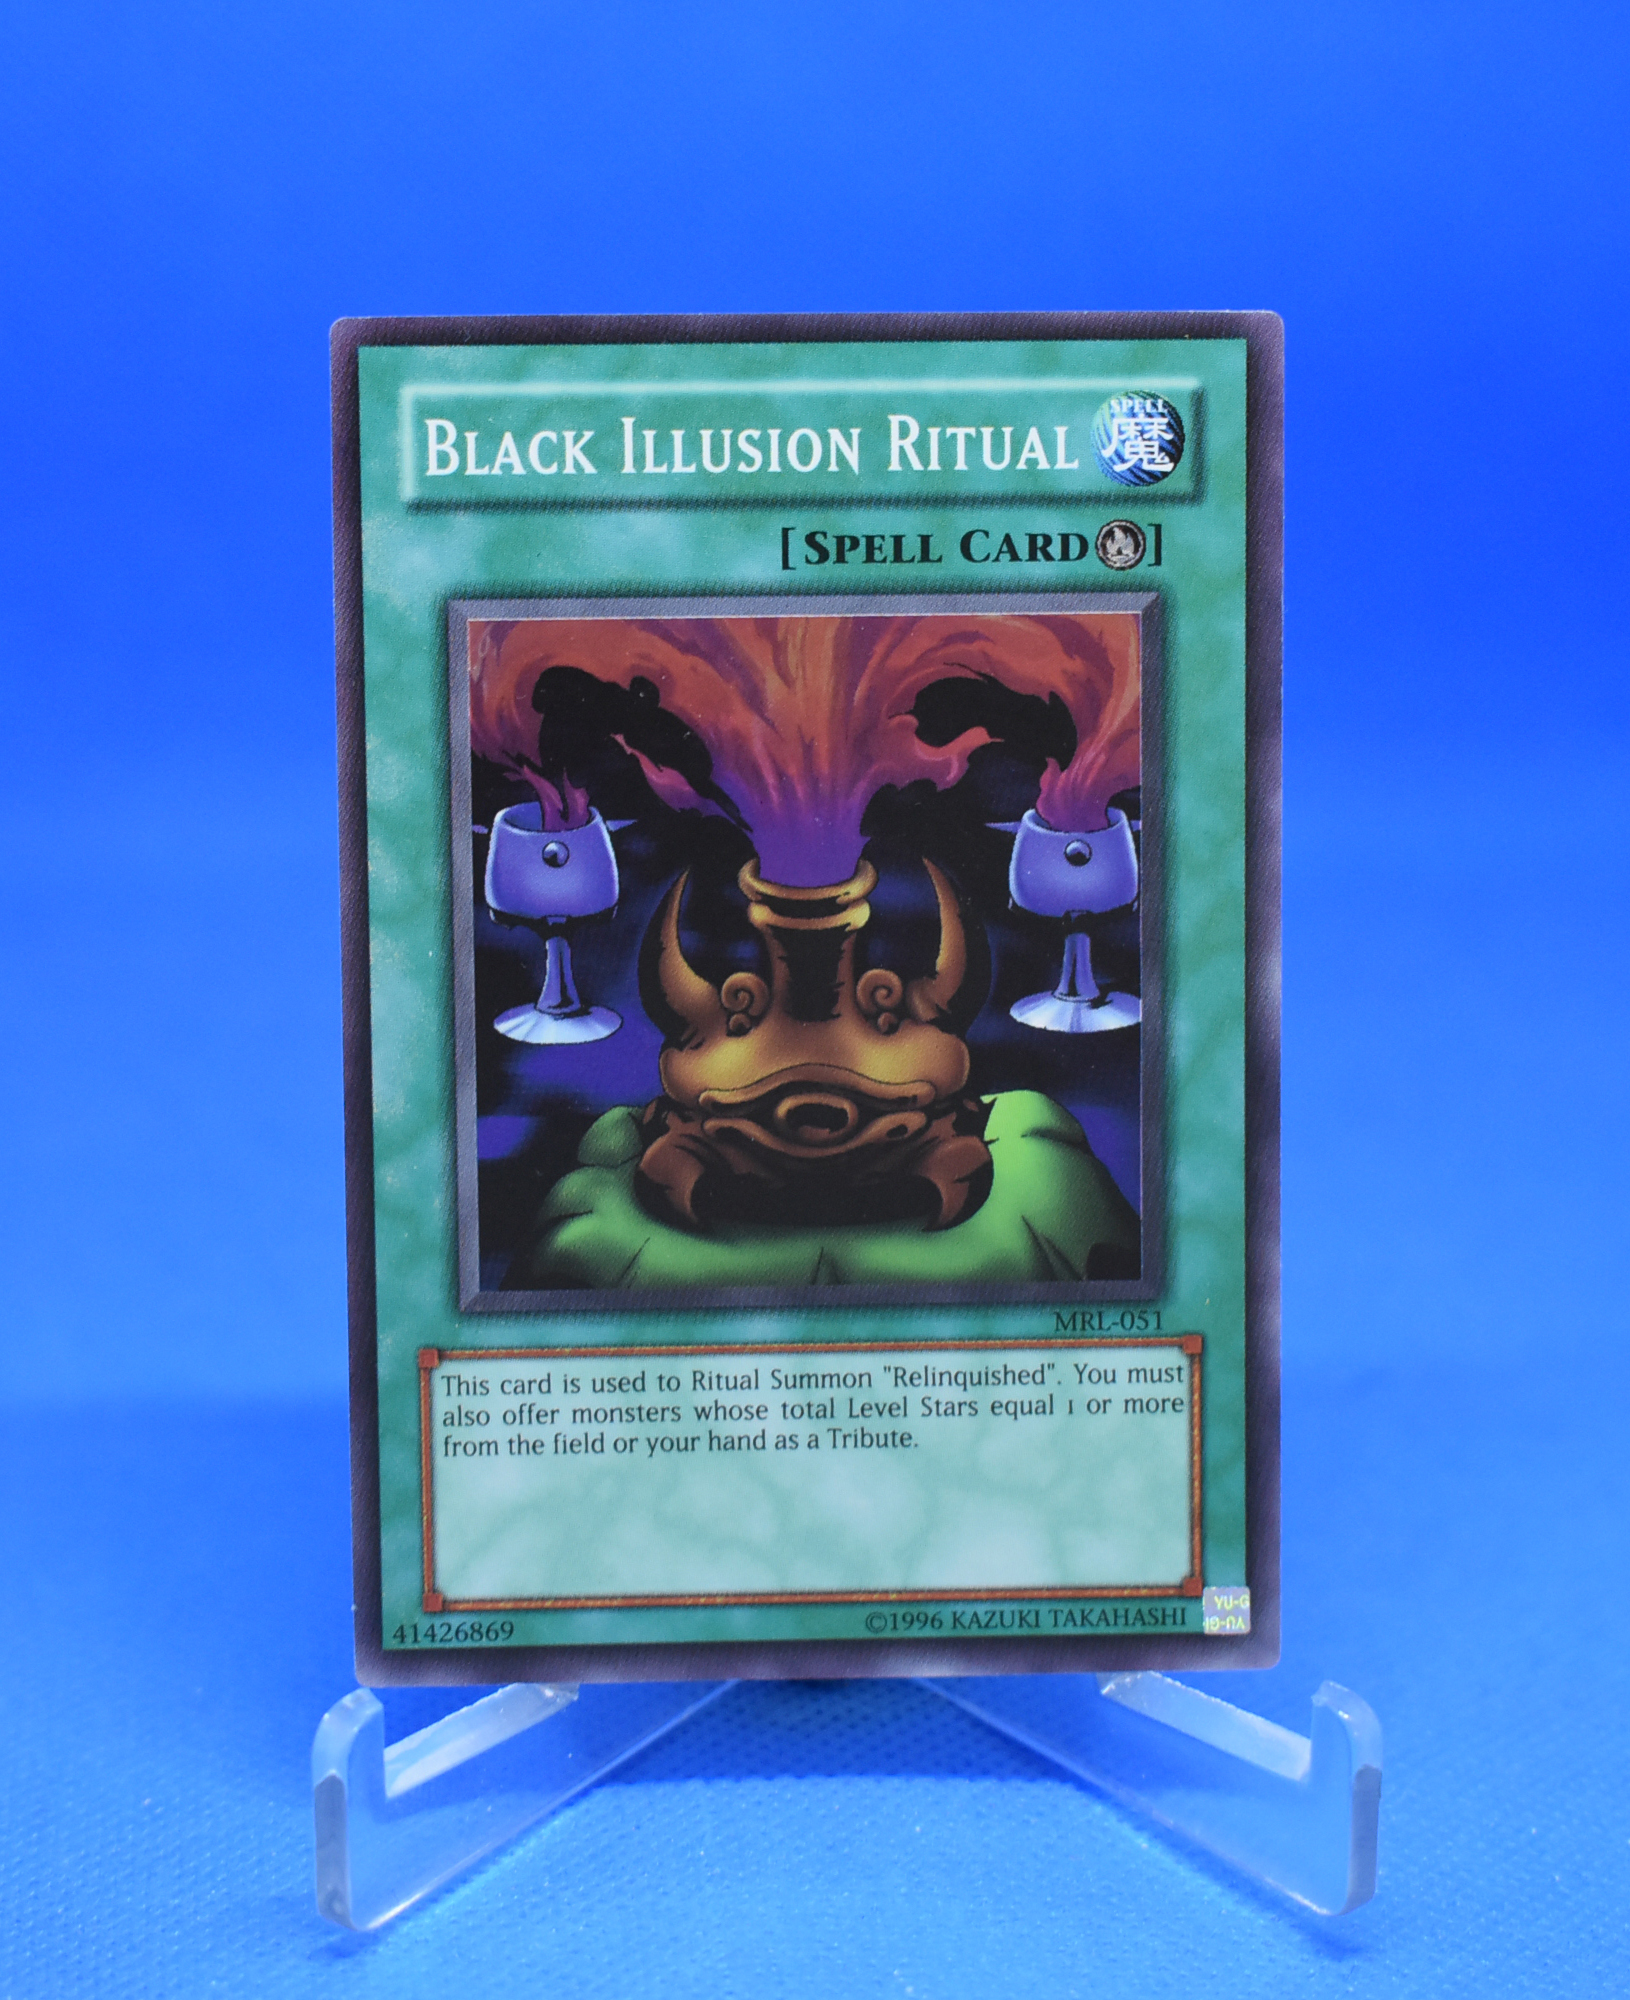 BLACK ILLUSION RITUAL
SPELL
魔
[SPELL CARD]
MRL-051
This card is used to Ritual Summon "Relinquished". You must
also offer monsters whose total Level Stars equal 1 or more
from the field or your hand as a Tribute.
41426869
©1996 KAZUKI TAKAHASHI
YU-G